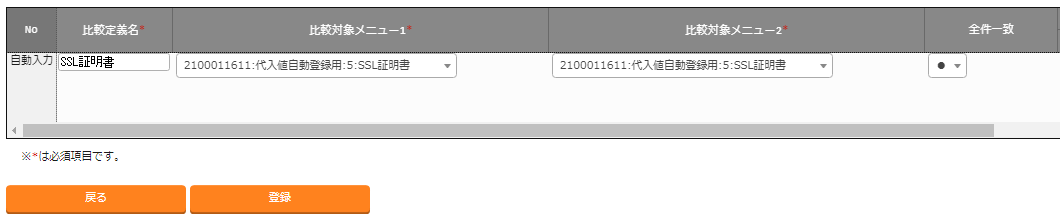 No 比較定義名* 比較対象メニュー1* 比較対象メニュー2* 全件一致
自動入力 SSL証明書 2100011611:代入値自動登録用:5:SSL証明書 2100011611:代入値自動登録用:5:SSL証明書 ●
※*は必須項目です。
戻る 登録